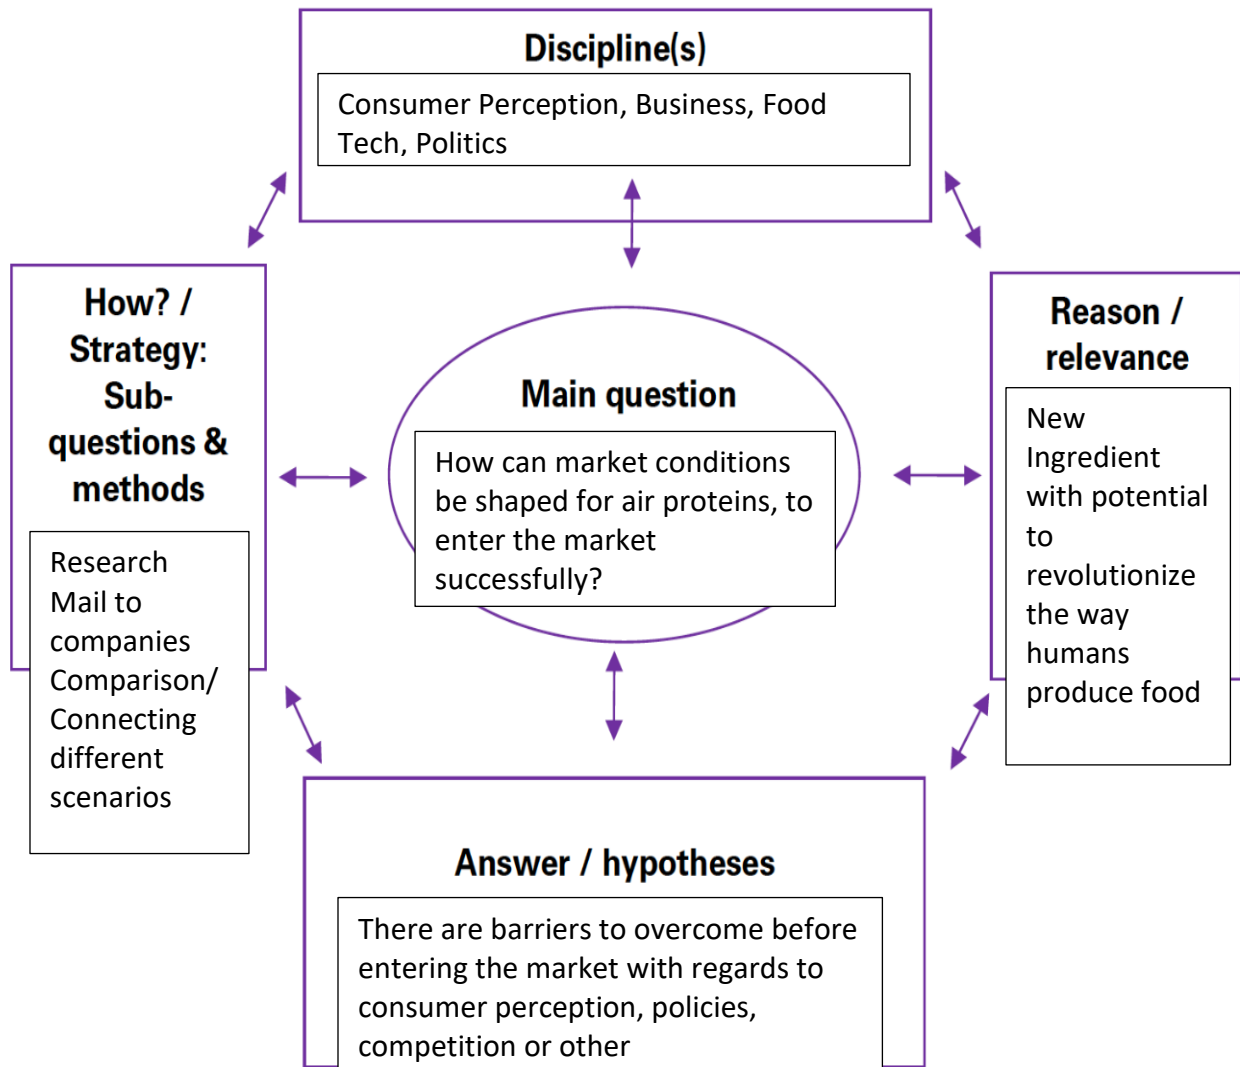 Discipline(s)
Consumer Perception, Business, Food
Tech, Politics
How? /
Strategy:
Sub-
questions &
methods
Research
Mail to
companies
Comparison/
Connecting
different
scenarios
Main question
How can market conditions
be shaped for air proteins, to
enter the market
successfully?
Reason /
relevance
New
Ingredient
with potential
to
revolutionize
the way
humans
produce food
Answer / hypotheses
There are barriers to overcome before
entering the market with regards to
consumer perception, policies,
competition or other